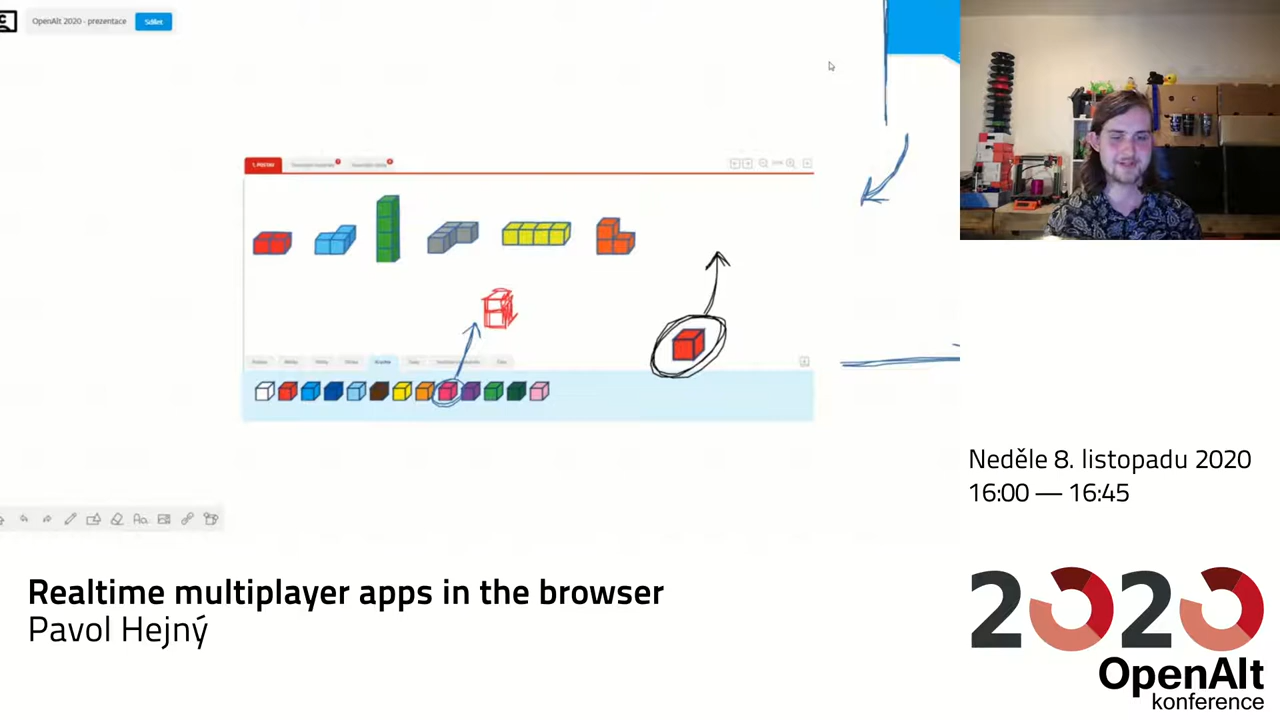 OpenAlt 2020 - prezentace
Sdílet
Aa
Neděle 8. listopadu 2020
16:00 — 16:45
Realtime multiplayer apps in the browser
Pavol Hejný
2020
OpenAlt
konference